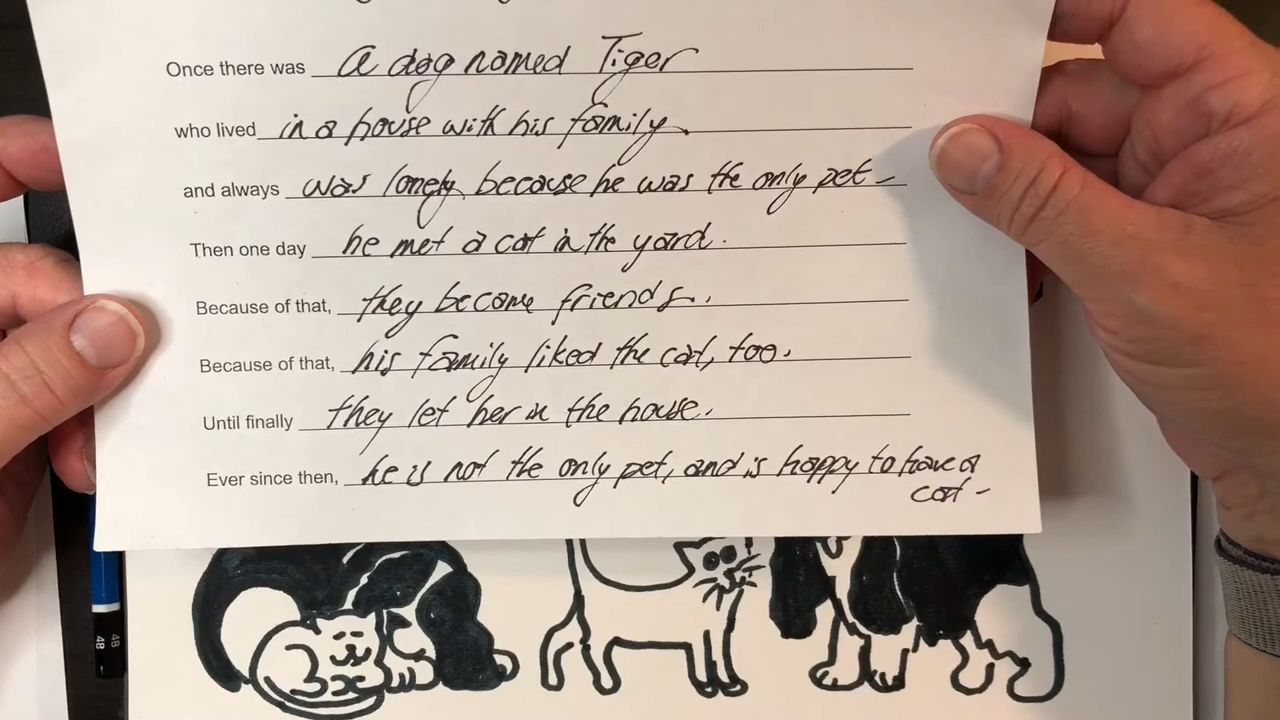 Once there was a dog named Tiger
who lived in a house with his family.
and always was lonely because he was the only pet.
Then one day he met a cat in the yard.
Because of that, they become friends.
Because of that, his family liked the cat, too.
Until finally they let her in the house.
Ever since then, he is not the only pet, and is happy to have a
cat.
4B
4B